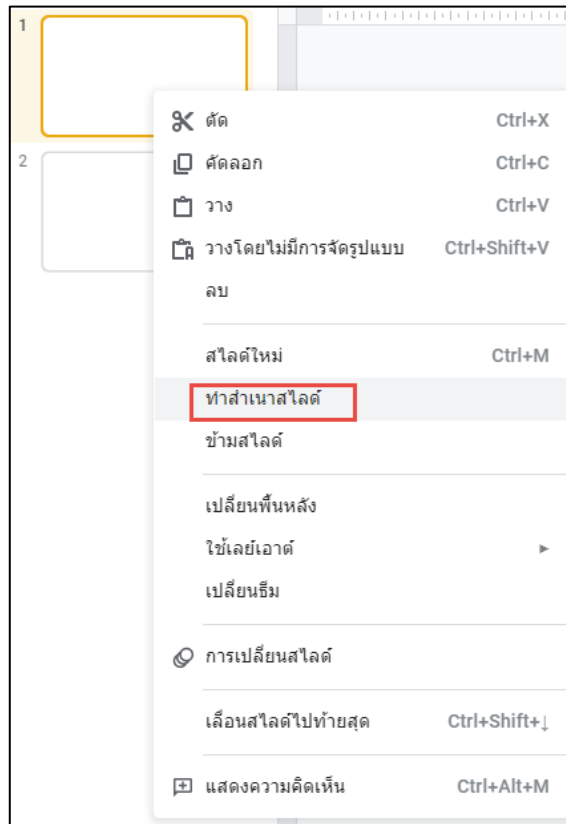 1
ตัด Ctrl+X
2
คัดลอก Ctrl+C
วาง Ctrl+V
วางโดยไม่มีการจัดรูปแบบ Ctrl+Shift+V
ลบ
สไลด์ใหม่ Ctrl+M
ทำสำเนาสไลด์
ข้ามสไลด์
เปลี่ยนพื้นหลัง
ใช้เลย์เอาต์
เปลี่ยนธีม
การเปลี่ยนสไลด์
เลื่อนสไลด์ไปท้ายสุด Ctrl+Shift+↓
แสดงความคิดเห็น Ctrl+Alt+M